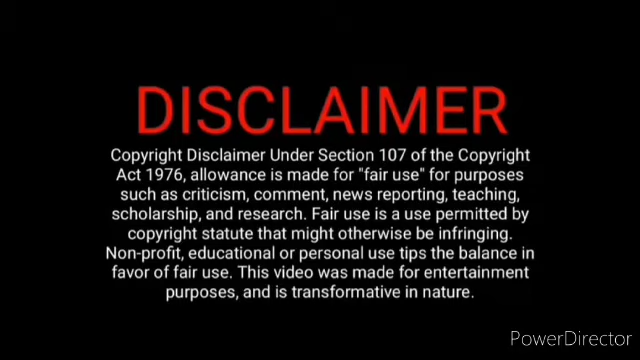 DISCLAIMER
Copyright Disclaimer Under Section 107 of the Copyright
Act 1976, allowance is made for "fair use" for purposes
such as criticism, comment, news reporting, teaching,
scholarship, and research. Fair use is a use permitted by
copyright statute that might otherwise be infringing.
Non-profit, educational or personal use tips the balance in
favor of fair use. This video was made for entertainment
purposes, and is transformative in nature.
PowerDirector